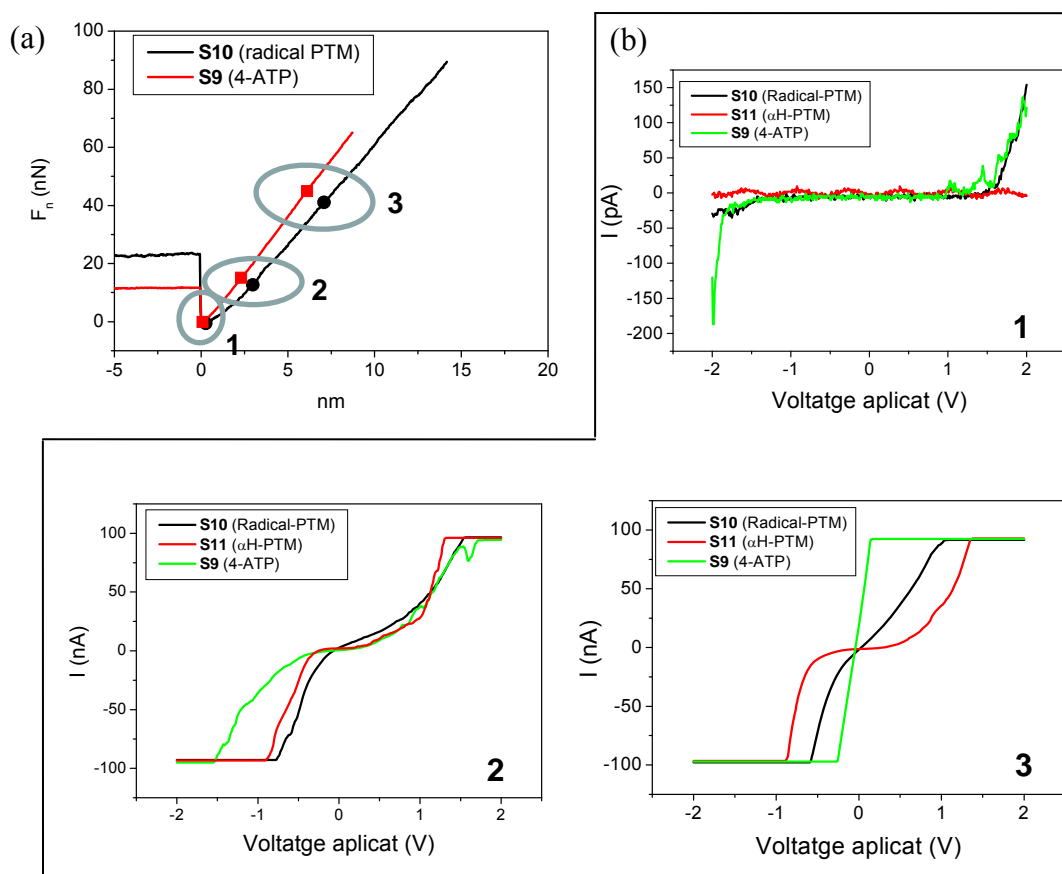 (a)
S10 (radical PTM)
S9 (4-ATP)
100
80
60
40
20
0
Fn (nN)
1
2
3
-5
0
5
10
15
20
nm
(b)
S10 (Radical-PTM)
S11 (αH-PTM)
S9 (4-ATP)
150
100
50
0
-50
-100
-150
-200
I (pA)
1
-2
-1
0
1
2
Voltatge aplicat (V)
S10 (Radical-PTM)
S11 (αH-PTM)
S9 (4-ATP)
100
50
0
-50
-100
I (nA)
2
-2
-1
0
1
2
Voltatge aplicat (V)
S10 (Radical-PTM)
S11 (αH-PTM)
S9 (4-ATP)
100
50
0
-50
-100
I (nA)
3
-2
-1
0
1
2
Voltatge aplicat (V)